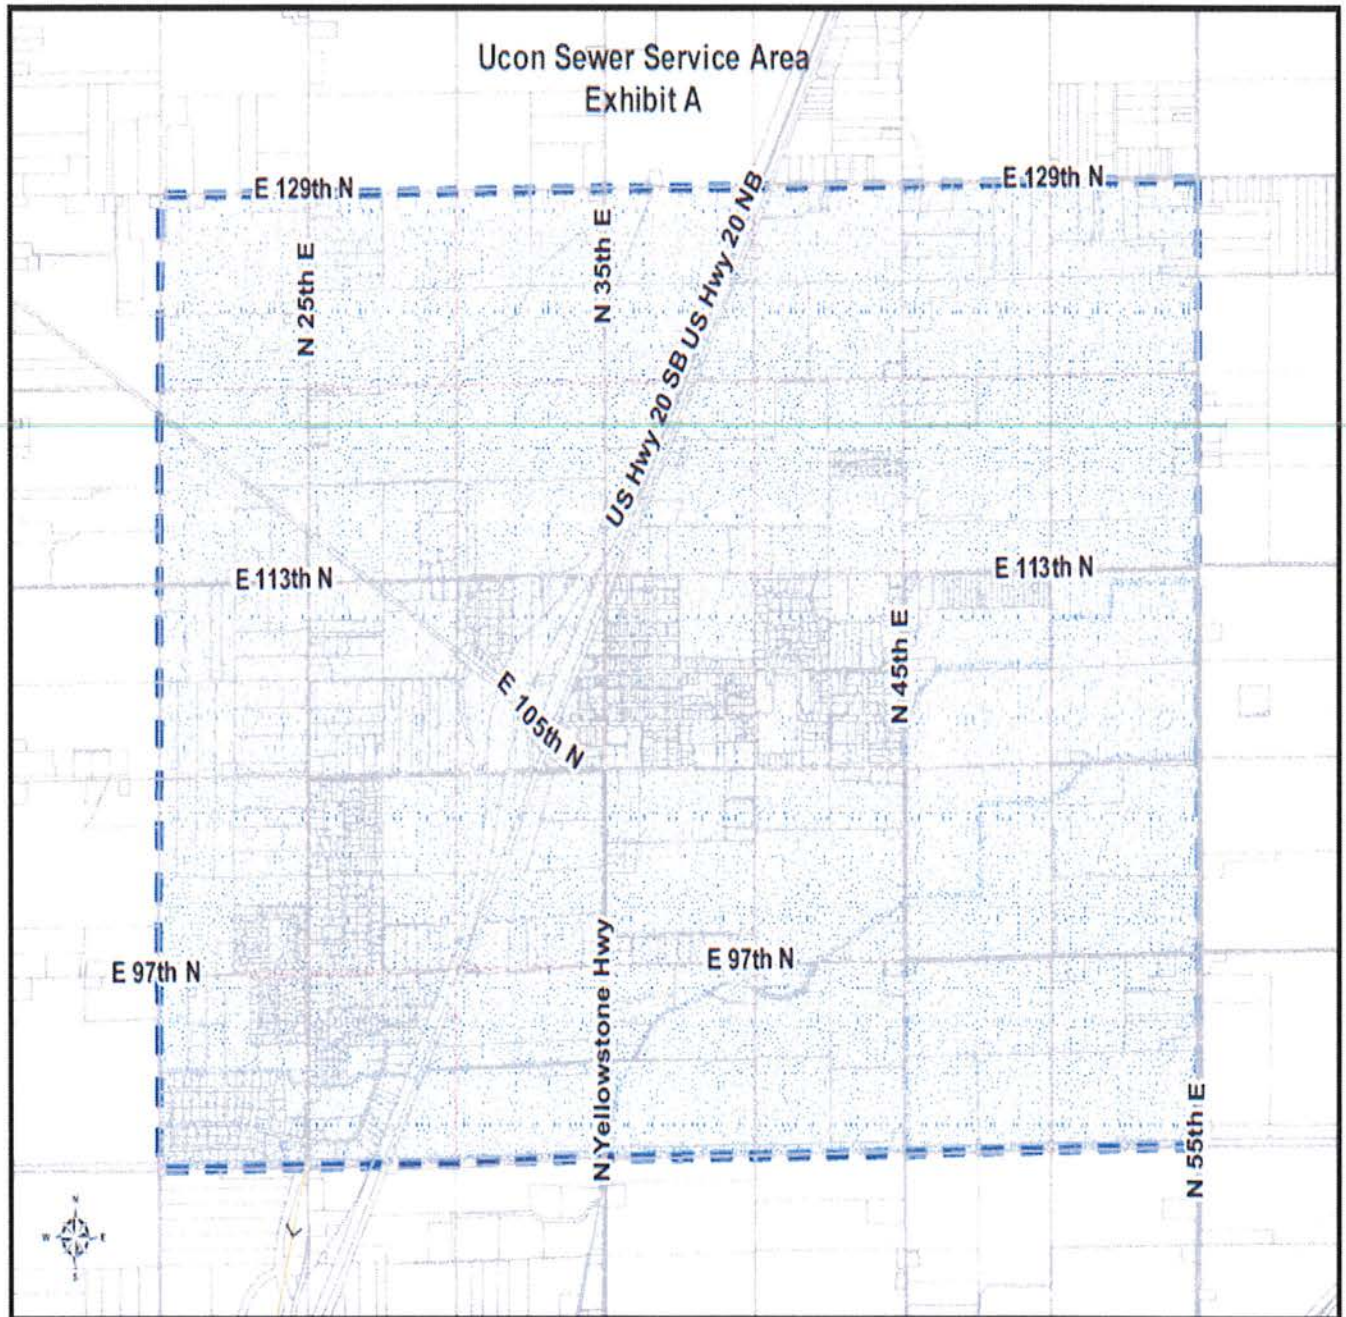 Ucon Sewer Service Area
Exhibit A
E 129th N
E 129th N
N 25th E
N 35th E
US Hwy 20 SB
US Hwy 20 NB
E 113th N
E 113th N
N 45th E
E 105th N
E 97th N
E 97th N
N Yellowstone Hwy
N 55th E
N
W
E
S